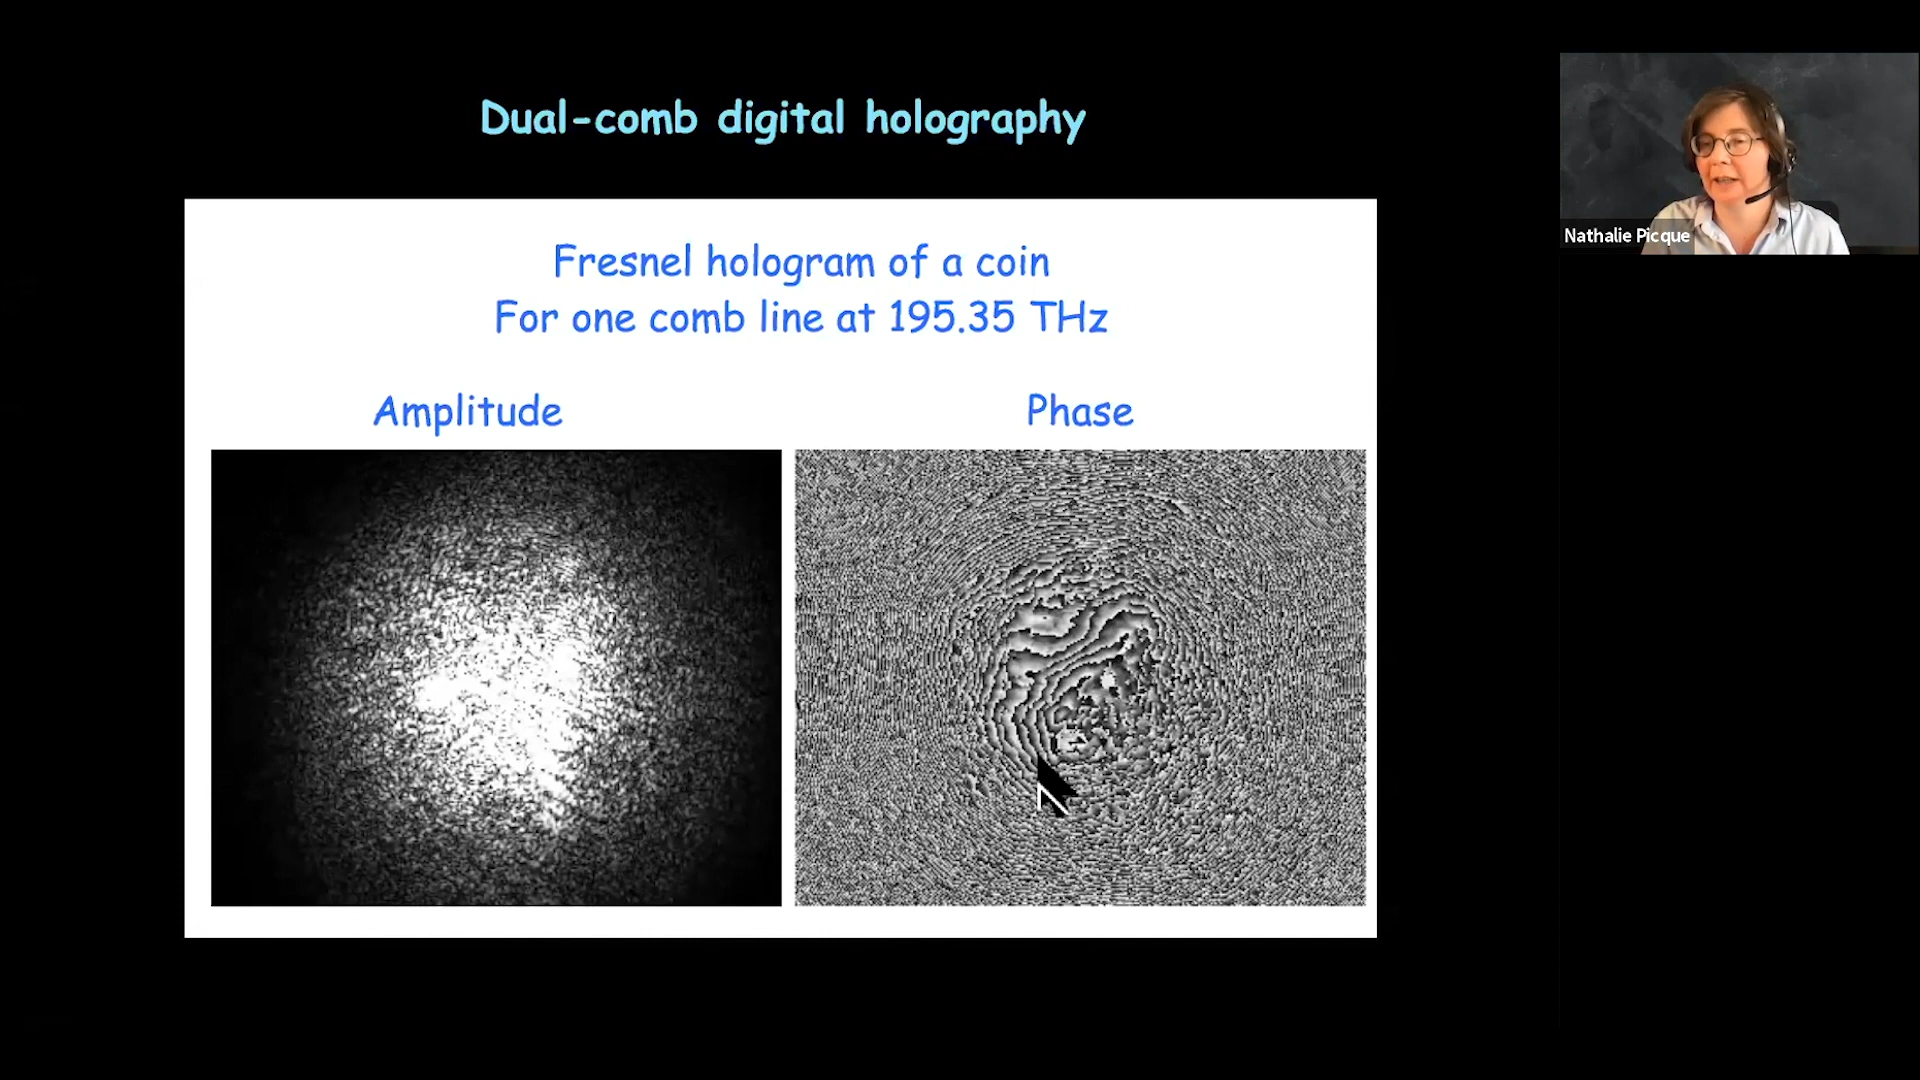 Dual-comb digital holography
Fresnel hologram of a coin
For one comb line at 195.35 THz
Amplitude
Phase
Nathalie Picque